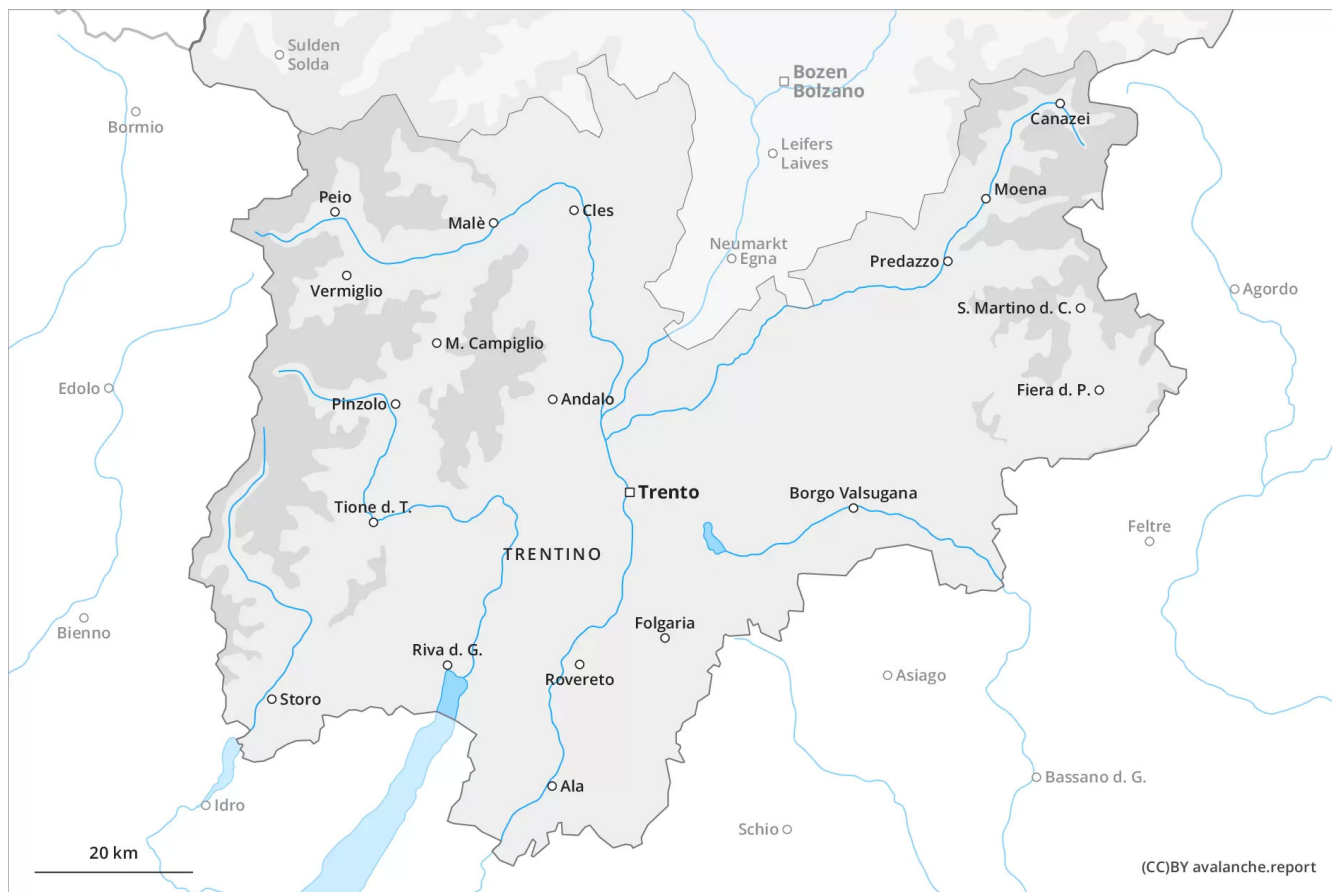 Sulden
Solda
Bozen
Bolzano
Bormio
Canazei
Leifers
Laives
Peio
Moena
Malè
Cles
Neumarkt
Egna
Predazzo
Vermiglio
Agordo
S. Martino d. C.
M. Campiglio
Edolo
Fiera d. P.
Pinzolo
Andalo
Trento
Borgo Valsugana
Tione d. T.
Feltre
TRENTINO
Bienno
Folgaria
Riva d. G.
Rovereto
Asiago
Storo
Bassano d. G.
Ala
Idro
Schio
20 km
(CC)BY avalanche.report